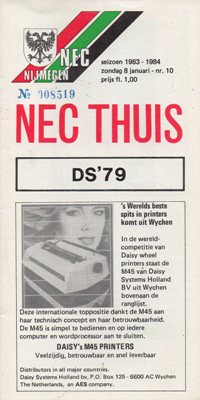 NEC
NIJMEGEN
seizoen 1983 - 1984
zondag 8 januari - nr. 10
prijs fl. 1,00
№ 008519
NEC THUIS
DS'79
's Werelds beste
spits in printers
komt uit Wychen
In de wereld-
competitie van
Daisy wheel
printers staat de
M45 van Daisy
Systems Holland
BV uit Wychen
bovenaan de
ranglijst.
Deze internationale toppositie dankt de M45 aan
haar technisch concept en haar betrouwbaarheid.
De M45 is simpel te bedienen en op iedere
computer en wordprocessor aan te sluiten.
DAISY's M45 PRINTERS
Veelzijdig, betrouwbaar en snel leverbaar
Distributors in all major countries.
Daisy Systems Holland bv, P.O. Box 125 - 6600 AC Wychen
The Netherlands, an AES company.